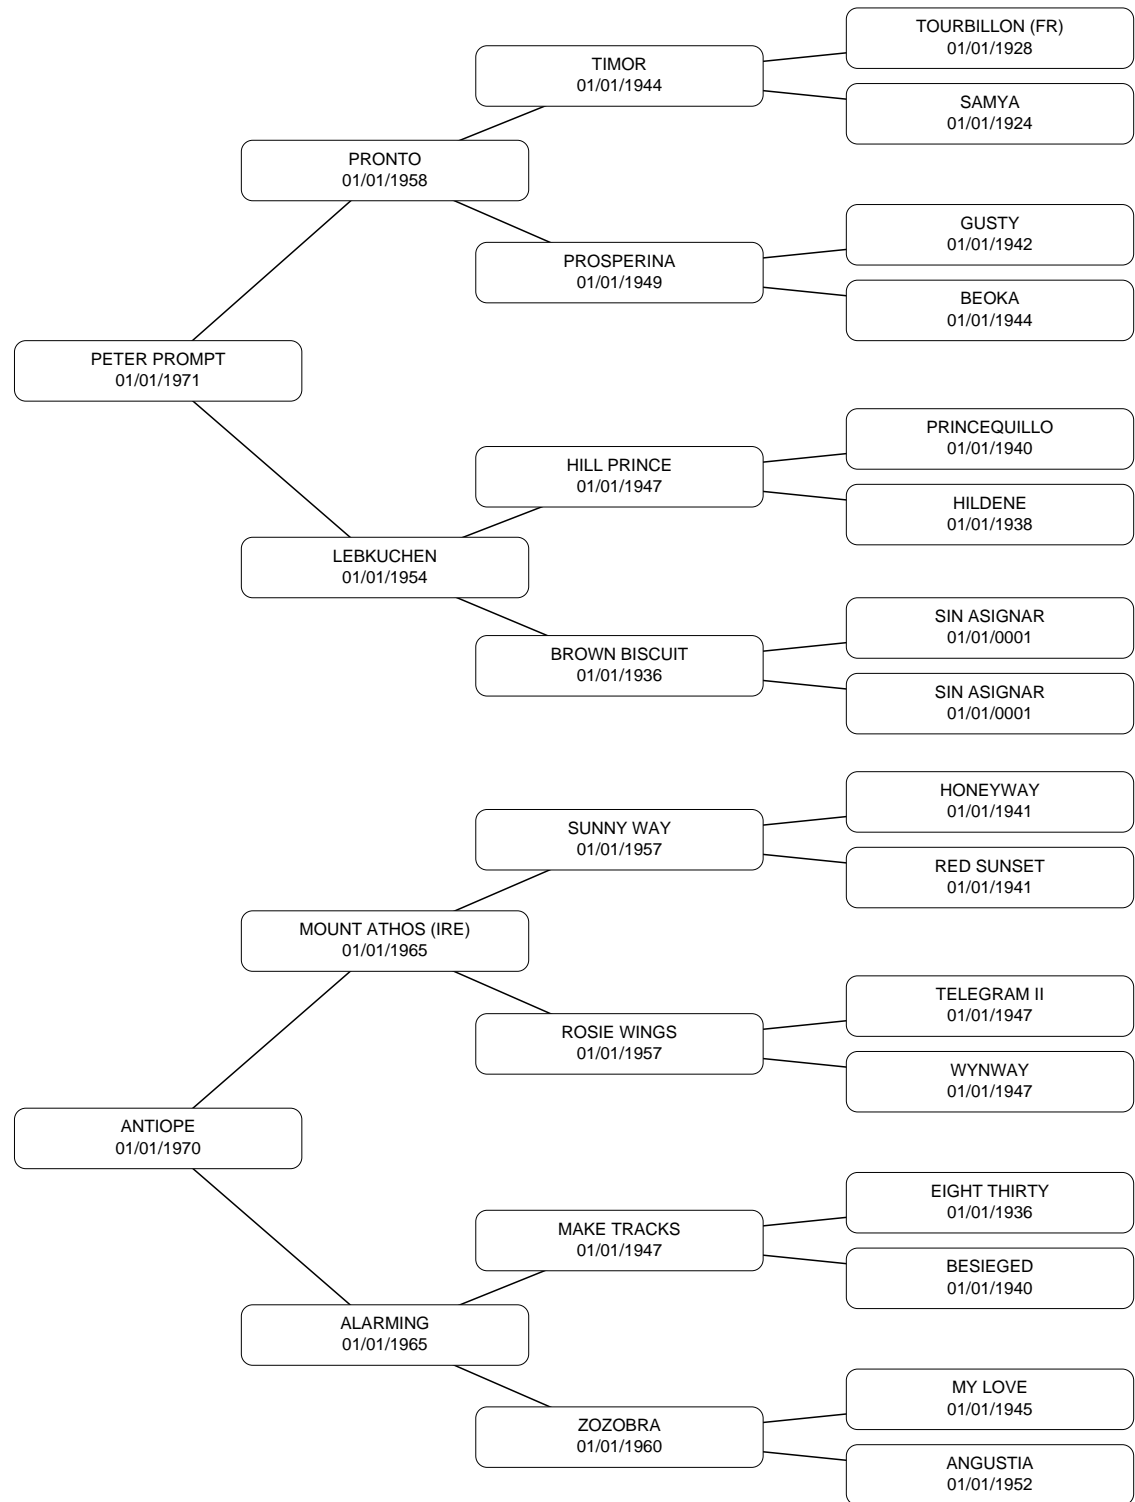 TOURBILLON (FR)
01/01/1928
TIMOR
01/01/1944
SAMYA
01/01/1924
PRONTO
01/01/1958
GUSTY
01/01/1942
PROSPERINA
01/01/1949
BEOKA
01/01/1944
PETER PROMPT
01/01/1971
PRINCEQUILLO
01/01/1940
HILL PRINCE
01/01/1947
HILDENE
01/01/1938
LEBKUCHEN
01/01/1954
SIN ASIGNAR
01/01/0001
BROWN BISCUIT
01/01/1936
SIN ASIGNAR
01/01/0001
HONEYWAY
01/01/1941
SUNNY WAY
01/01/1957
RED SUNSET
01/01/1941
MOUNT ATHOS (IRE)
01/01/1965
TELEGRAM II
01/01/1947
ROSIE WINGS
01/01/1957
WYNWAY
01/01/1947
ANTIOPE
01/01/1970
EIGHT THIRTY
01/01/1936
MAKE TRACKS
01/01/1947
BESIEGED
01/01/1940
ALARMING
01/01/1965
MY LOVE
01/01/1945
ZOZOBRA
01/01/1960
ANGUSTIA
01/01/1952